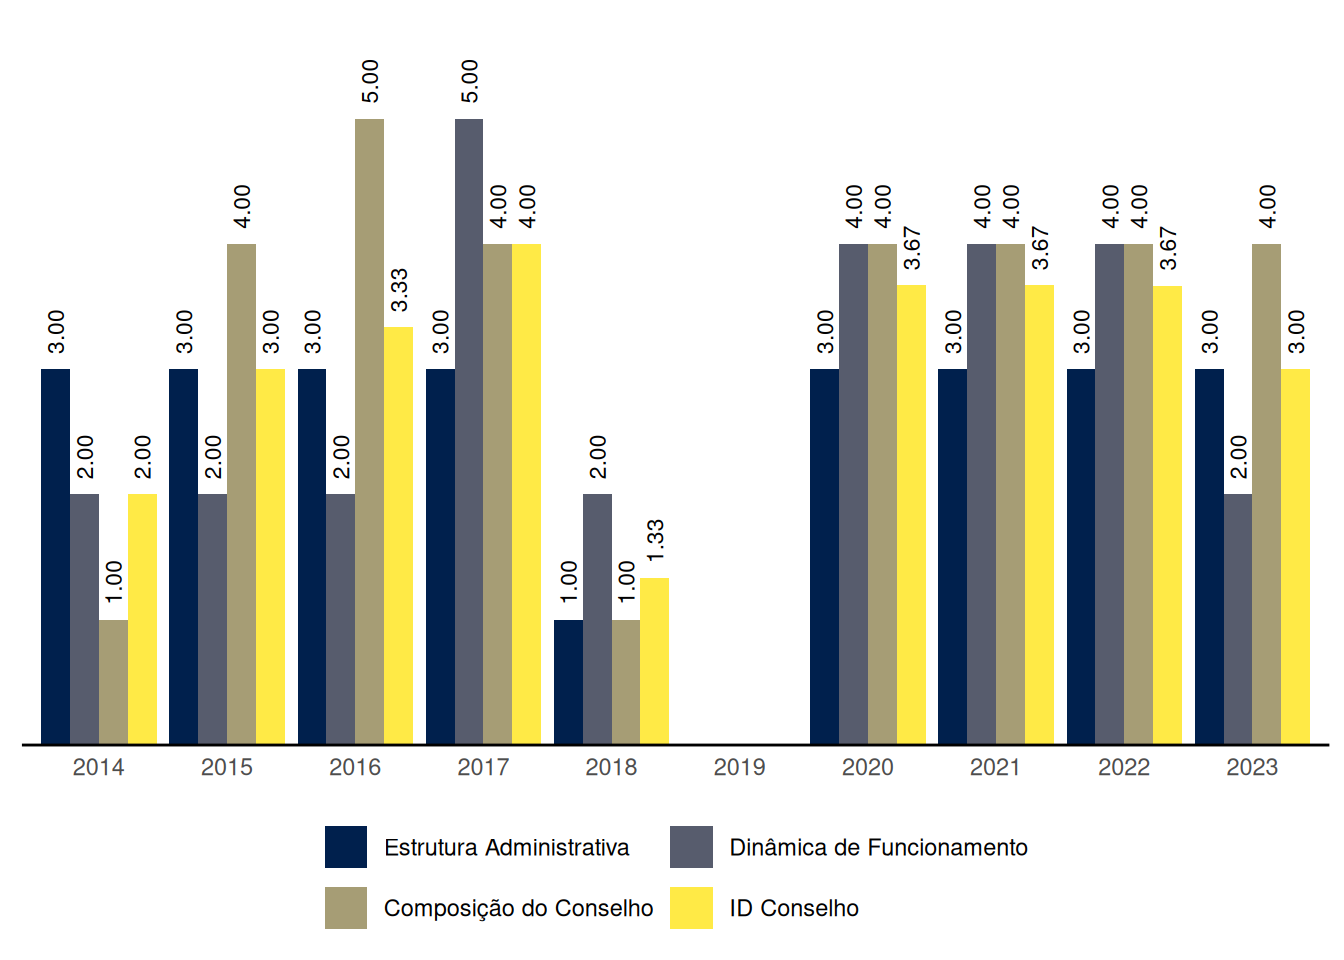 5.00 5.00
4.00 4.00 4.00 4.00 4.00 4.00 4.00 4.00 4.00 4.00
3.33 3.67 3.67 3.67
3.00 3.00 3.00 3.00 3.00 3.00 3.00 3.00 3.00 3.00
2.00 2.00 2.00 2.00 2.00 2.00
1.00 1.00 1.00 1.33
2014 2015 2016 2017 2018 2019 2020 2021 2022 2023
Estrutura Administrativa Dinâmica de Funcionamento
Composição do Conselho ID Conselho